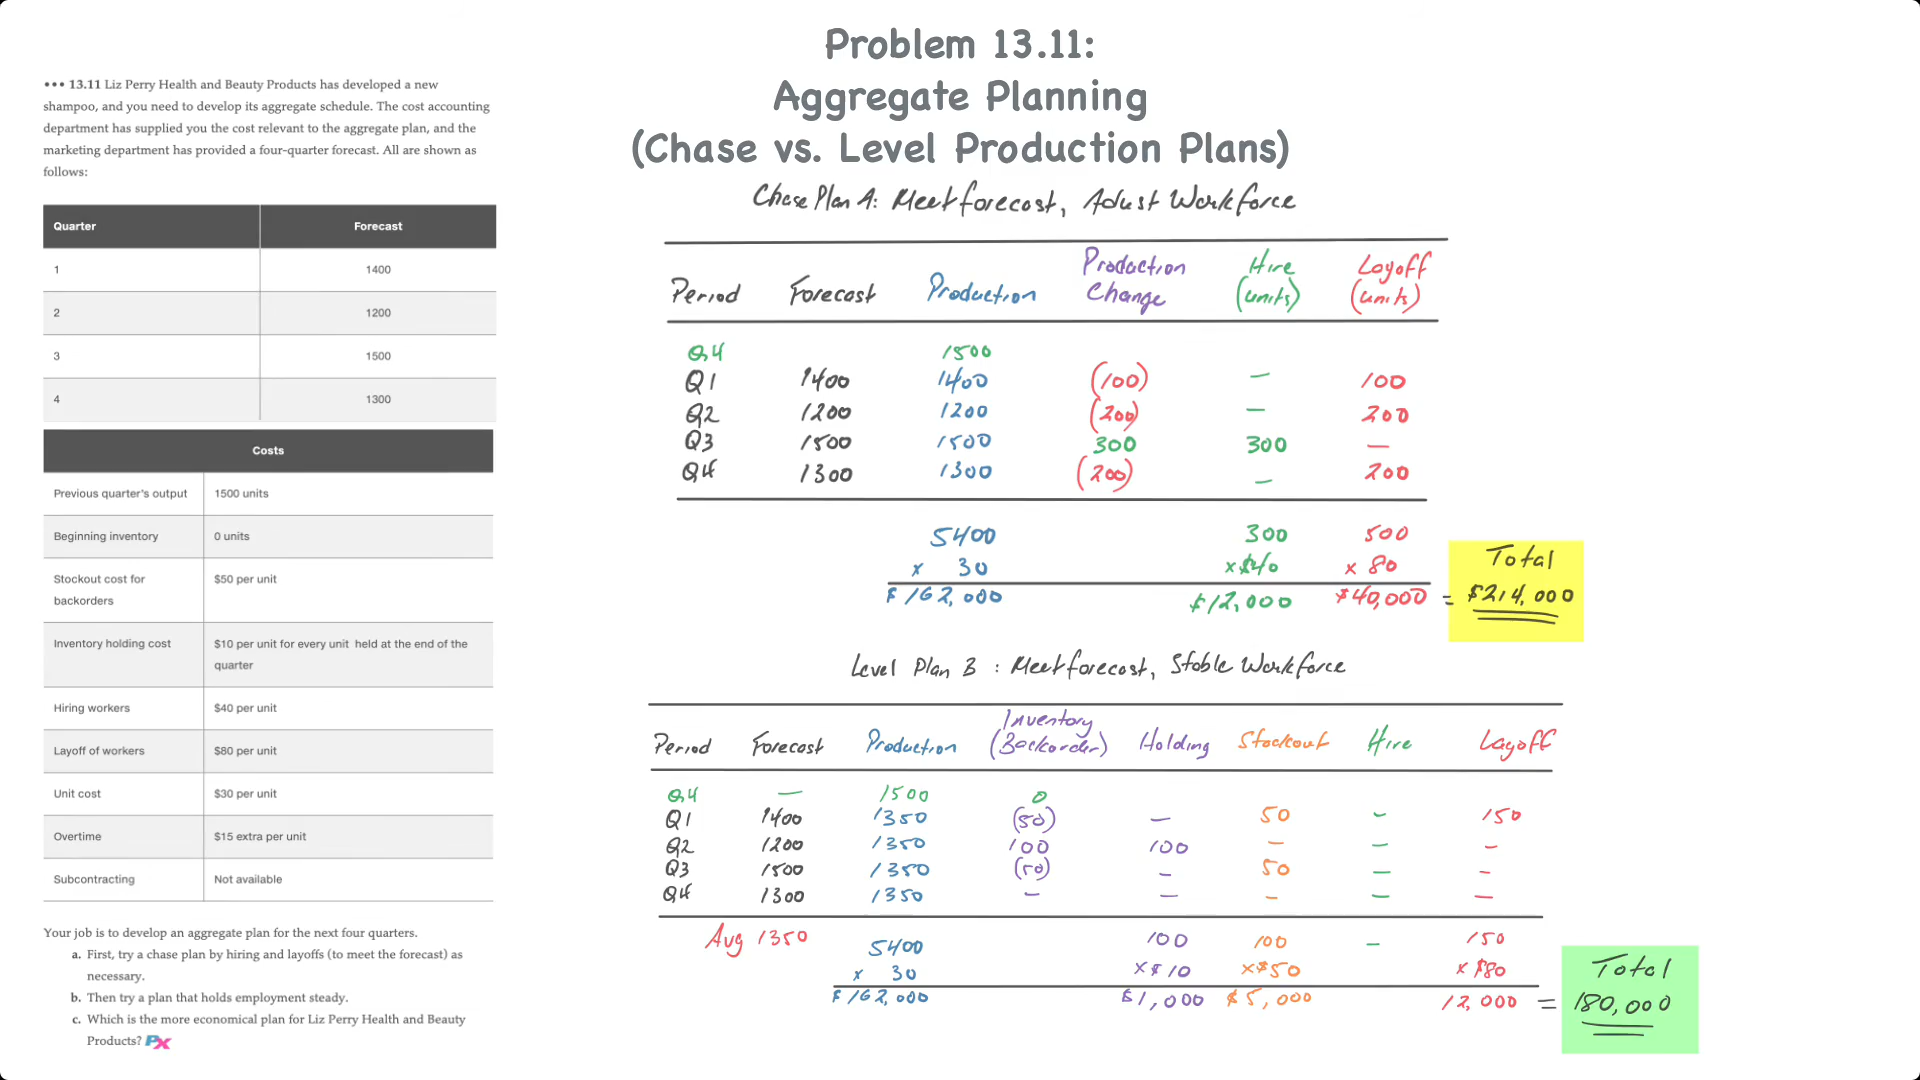 Problem 13.11:
Aggregate Planning
(Chase vs. Level Production Plans)
••• 13.11 Liz Perry Health and Beauty Products has developed a new
shampoo, and you need to develop its aggregate schedule. The cost accounting
department has supplied you the cost relevant to the aggregate plan, and the
marketing department has provided a four-quarter forecast. All are shown as
follows:
Quarter Forecast
1 1400
2 1200
3 1500
4 1300
Costs
Previous quarter's output 1500 units
Beginning inventory 0 units
Stockout cost for $50 per unit
backorders
Inventory holding cost $10 per unit for every unit held at the end of the
quarter
Hiring workers $40 per unit
Layoff of workers $80 per unit
Unit cost $30 per unit
Overtime $15 extra per unit
Subcontracting Not available
Your job is to develop an aggregate plan for the next four quarters.
a. First, try a chase plan by hiring and layoffs (to meet the forecast) as
necessary.
b. Then try a plan that holds employment steady.
c. Which is the more economical plan for Liz Perry Health and Beauty
Products? PX
Chase Plan A: Meet forecast, Adust Workforce
Production Hire Layoff
Period Forecast Production Change (units) (units)
Q4 1500
Q1 1400 1400 (100) — 100
Q2 1200 1200 (200) — 200
Q3 1500 1500 300 300 —
Q4 1300 1300 (200) — 200
5400 300 500
x 30 x $40 x 80
$162,000 $12,000 $40,000 = Total $214,000
Level Plan B : Meet forecast, Stable Workforce
Inventory
Period Forecast Production (Backorder) Holding Stockout Hire Layoff
Q4 — 1500 0
Q1 1400 1350 (50) — 50 - 150
Q2 1200 1350 100 100 — — -
Q3 1500 1350 (50) - 50 — -
Q4 1300 1350 — — - — —
Avg 1350 5400 100 100 — 150
x 30 x $10 x $50 x $80
$162,000 $1,000 $5,000 12,000 = Total 180,000